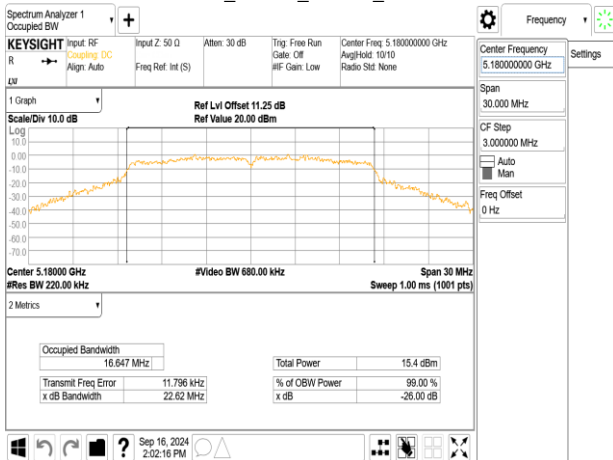 Spectrum Analyzer 1
Occupied BW
Frequency
KEYSIGHT
R
Input: RF
Coupling: DC
Align: Auto
Input Z: 50 Ω
Freq Ref: Int (S)
Atten: 30 dB
Trig: Free Run
Gate: Off
#IF Gain: Low
Center Freq: 5.180000000 GHz
Avg|Hold: 10/10
Radio Std: None
LXI
Center Frequency
5.180000000 GHz
Settings
Span
30.000 MHz
CF Step
3.000000 MHz
Auto
Man
Freq Offset
0 Hz
1 Graph
Scale/Div 10.0 dB
Ref Lvl Offset 11.25 dB
Ref Value 20.00 dBm
Log
10.0
0.00
-10.0
-20.0
-30.0
-40.0
-50.0
-60.0
-70.0
Center 5.18000 GHz
#Video BW 680.00 kHz
Span 30 MHz
#Res BW 220.00 kHz
Sweep 1.00 ms (1001 pts)
2 Metrics
Occupied Bandwidth
16.647 MHz
Total Power 15.4 dBm
Transmit Freq Error 11.796 kHz
% of OBW Power 99.00 %
x dB Bandwidth 22.62 MHz
x dB -26.00 dB
?
Sep 16, 2024
2:02:16 PM